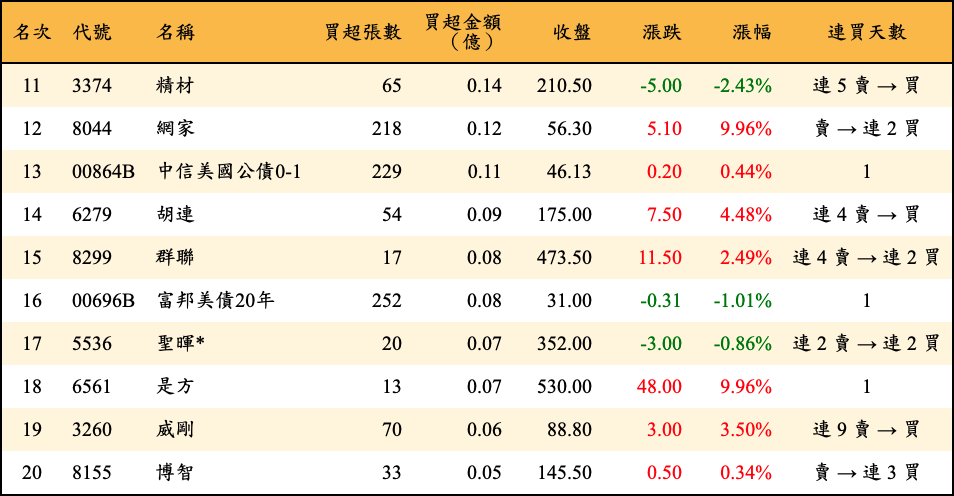 名次 代號 名稱 買超張數 買超金額（億） 收盤 漲跌 漲幅 連買天數
11 3374 精材 65 0.14 210.50 -5.00 -2.43% 連 5 賣 → 買
12 8044 網家 218 0.12 56.30 5.10 9.96% 賣 → 連 2 買
13 00864B 中信美國公債0-1 229 0.11 46.13 0.20 0.44% 1
14 6279 胡連 54 0.09 175.00 7.50 4.48% 連 4 賣 → 買
15 8299 群聯 17 0.08 473.50 11.50 2.49% 連 4 賣 → 連 2 買
16 00696B 富邦美債20年 252 0.08 31.00 -0.31 -1.01% 1
17 5536 聖暉* 20 0.07 352.00 -3.00 -0.86% 連 2 賣 → 連 2 買
18 6561 是方 13 0.07 530.00 48.00 9.96% 1
19 3260 威剛 70 0.06 88.80 3.00 3.50% 連 9 賣 → 買
20 8155 博智 33 0.05 145.50 0.50 0.34% 賣 → 連 3 買